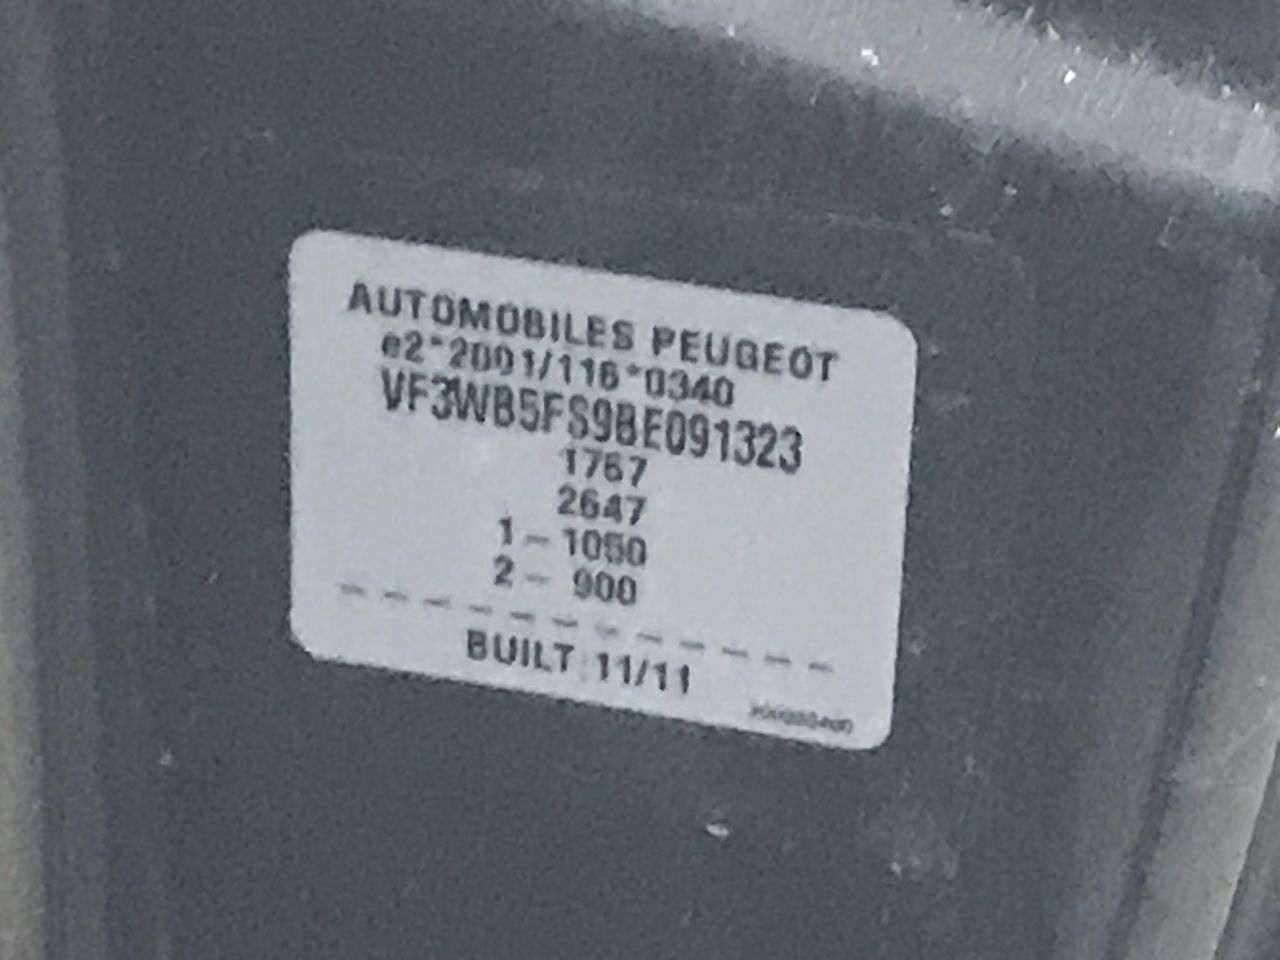 AUTOMOBILES PEUGEOT
e2*2001/116*0340
VF3WB5FS9BE091323
1767
2647
1 - 1050
2 - 900
BUILT 11/11